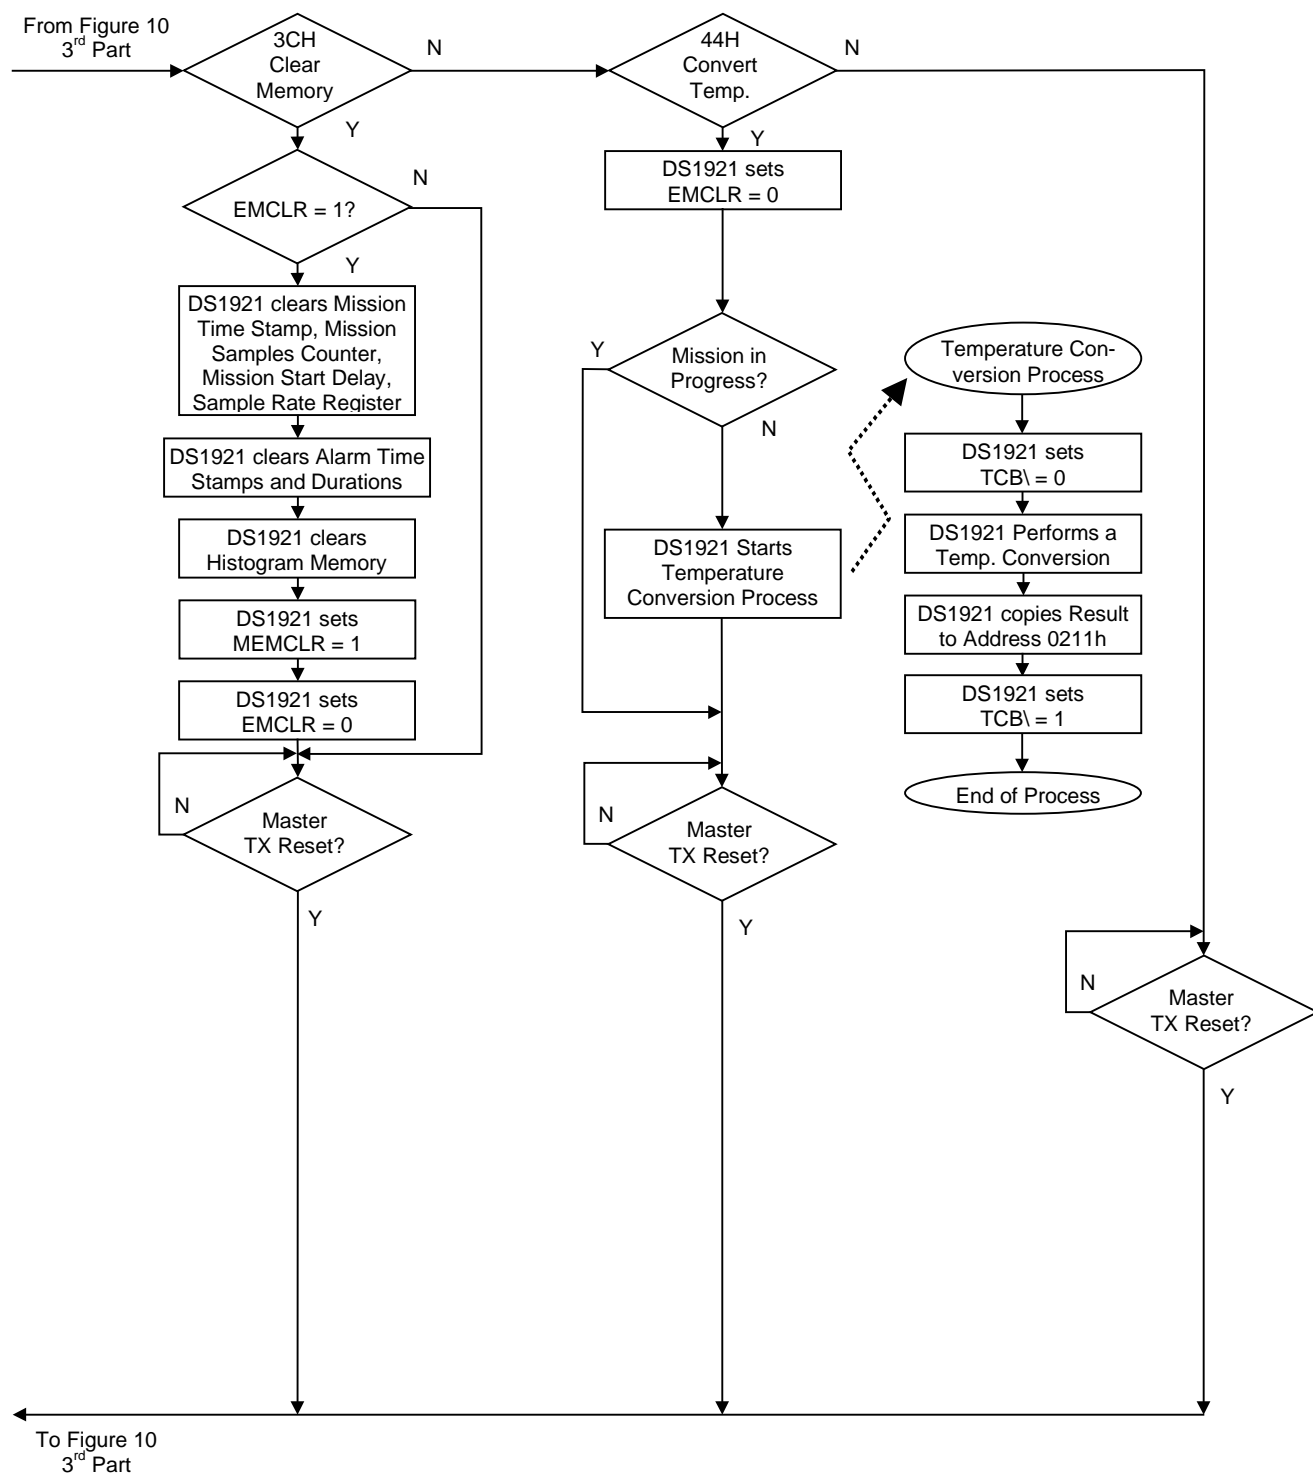 From Figure 10
3rd Part
3CH
Clear
Memory
N
Y
44H
Convert
Temp.
N
Y
EMCLR = 1?
N
Y
DS1921 sets
EMCLR = 0
DS1921 clears Mission
Time Stamp, Mission
Samples Counter,
Mission Start Delay,
Sample Rate Register
DS1921 clears Alarm Time
Stamps and Durations
DS1921 clears
Histogram Memory
DS1921 sets
MEMCLR = 1
DS1921 sets
EMCLR = 0
N
Master
TX Reset?
Y
Y
Mission in
Progress?
N
DS1921 Starts
Temperature
Conversion Process
N
Master
TX Reset?
Y
Temperature Con-
version Process
DS1921 sets
TCB\ = 0
DS1921 Performs a
Temp. Conversion
DS1921 copies Result
to Address 0211h
DS1921 sets
TCB\ = 1
End of Process
N
Master
TX Reset?
Y
To Figure 10
3rd Part